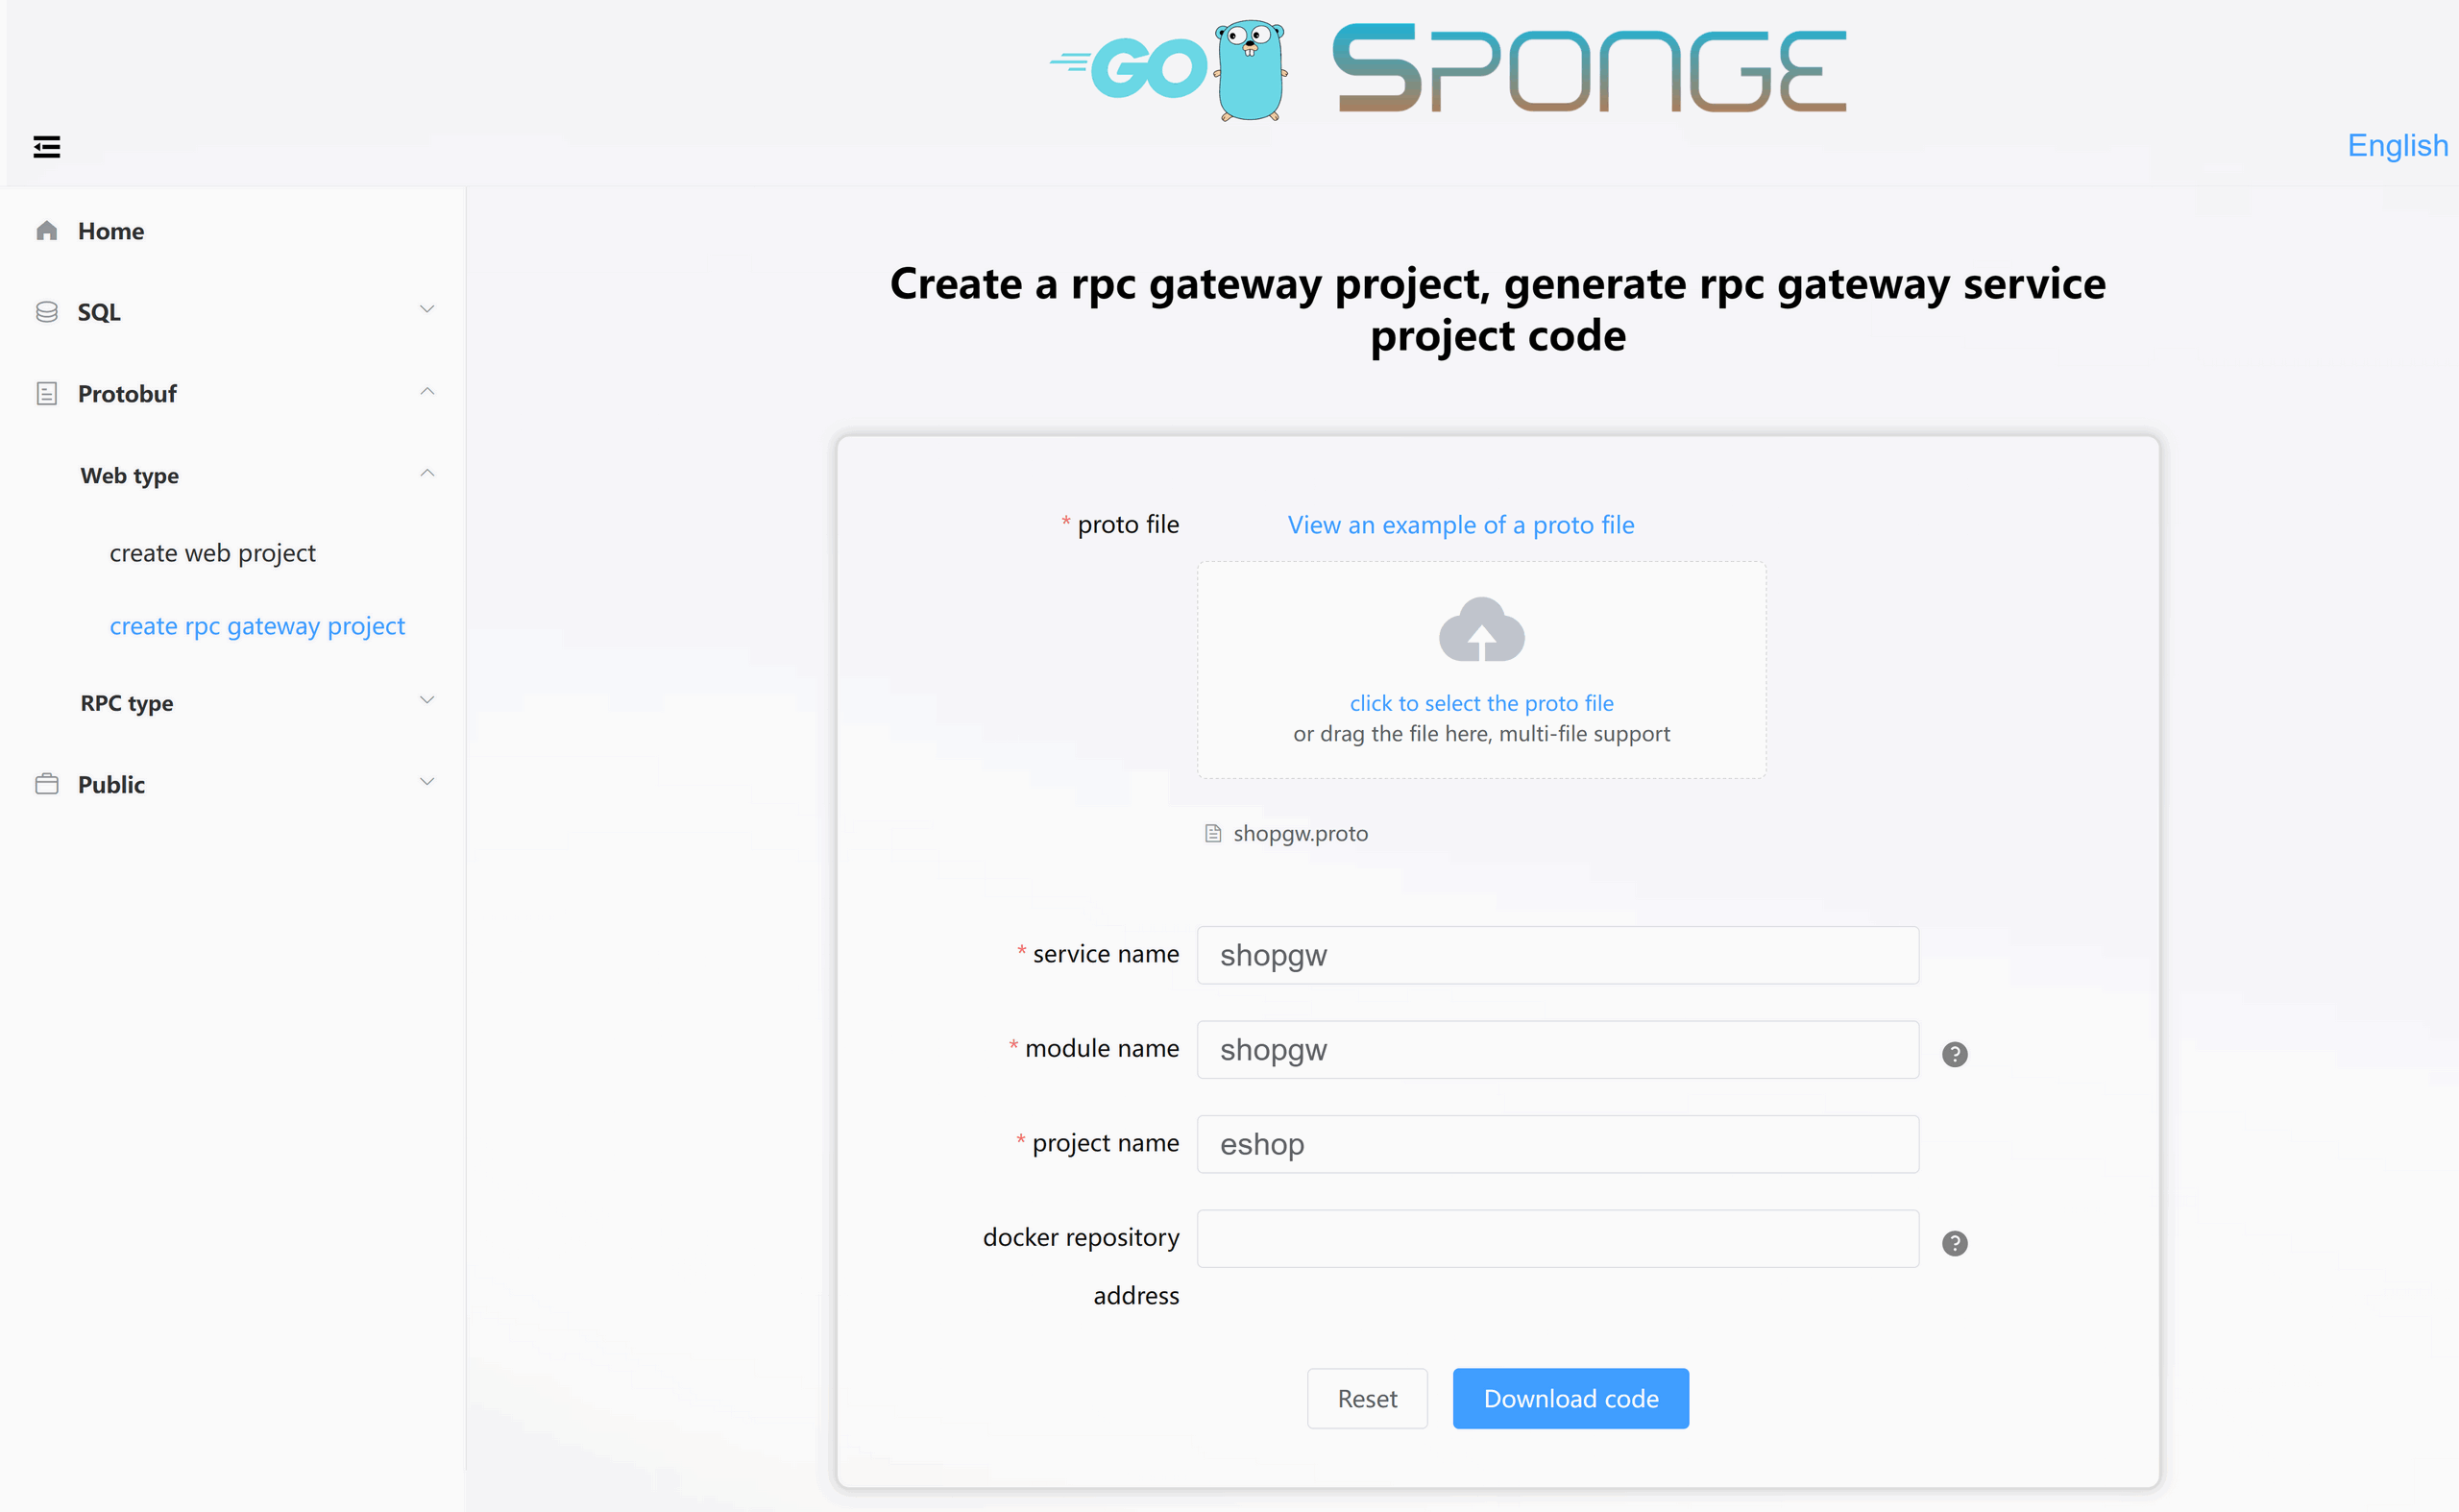 GO SPONGE
English
Home
SQL
Protobuf
Web type
create web project
create rpc gateway project
RPC type
Public
Create a rpc gateway project, generate rpc gateway service
project code
* proto file
View an example of a proto file
click to select the proto file
or drag the file here, multi-file support
shopgw.proto
* service name
shopgw
* module name
shopgw
?
* project name
eshop
docker repository
address
?
Reset
Download code